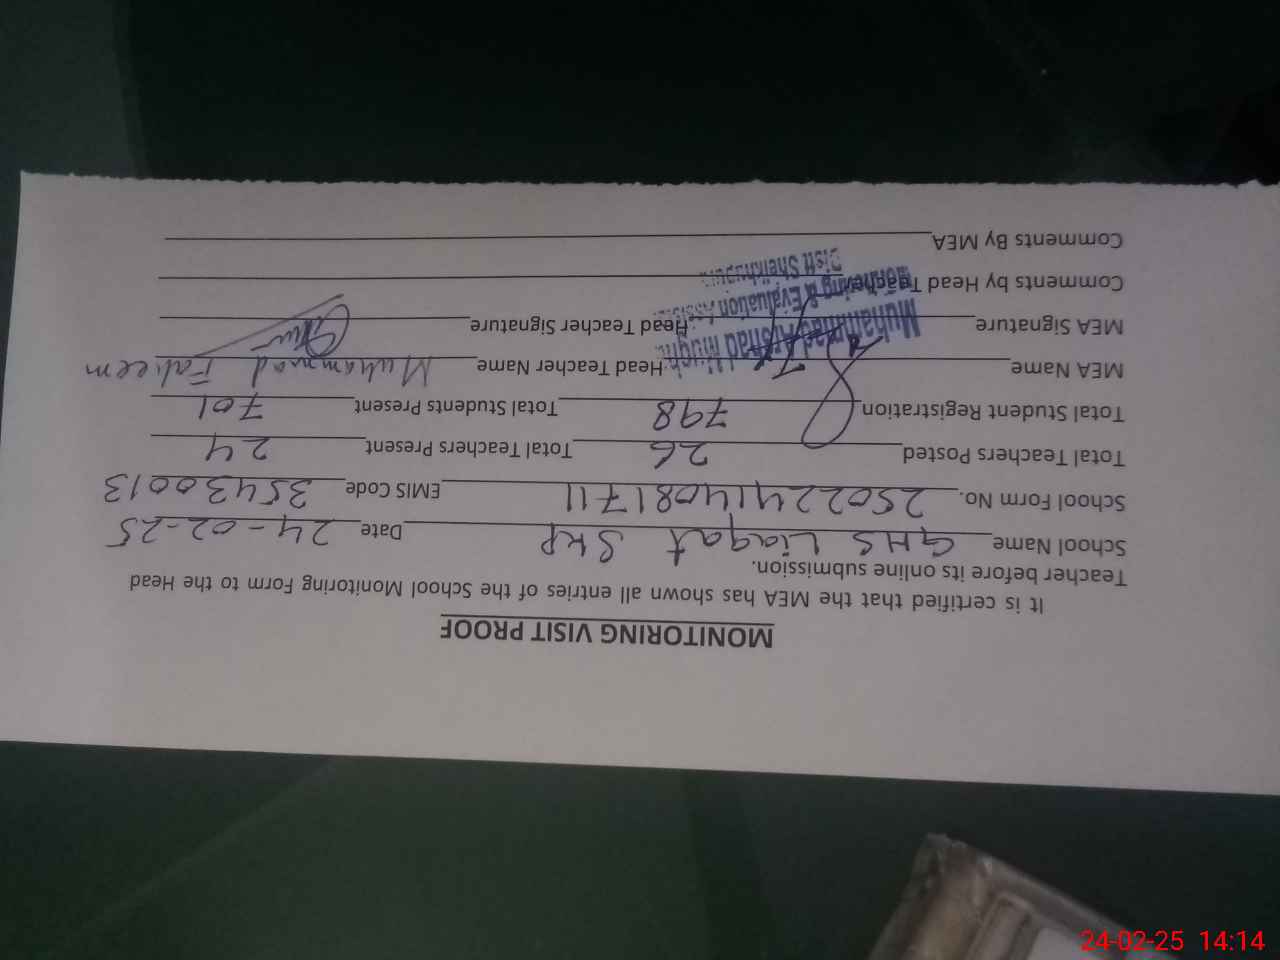 MONITORING VISIT PROOF
It is certified that the MEA has shown all entries of the School Monitoring Form to the Head
Teacher before its online submission.
School Name GHS Liaqat SKP Date 24-02-25
School Form No. 25022414081711 EMIS Code 35430013
Total Teachers Posted 26 Total Teachers Present 24
Total Student Registration 798 Total Students Present 701
MEA Name Head Teacher Name Muhammad Faheem
MEA Signature Head Teacher Signature
Muhammad Arshad
Monitoring & Evaluation
Distt Sheikhupura
Comments by Head Teacher
Comments By MEA
24-02-25 14:14